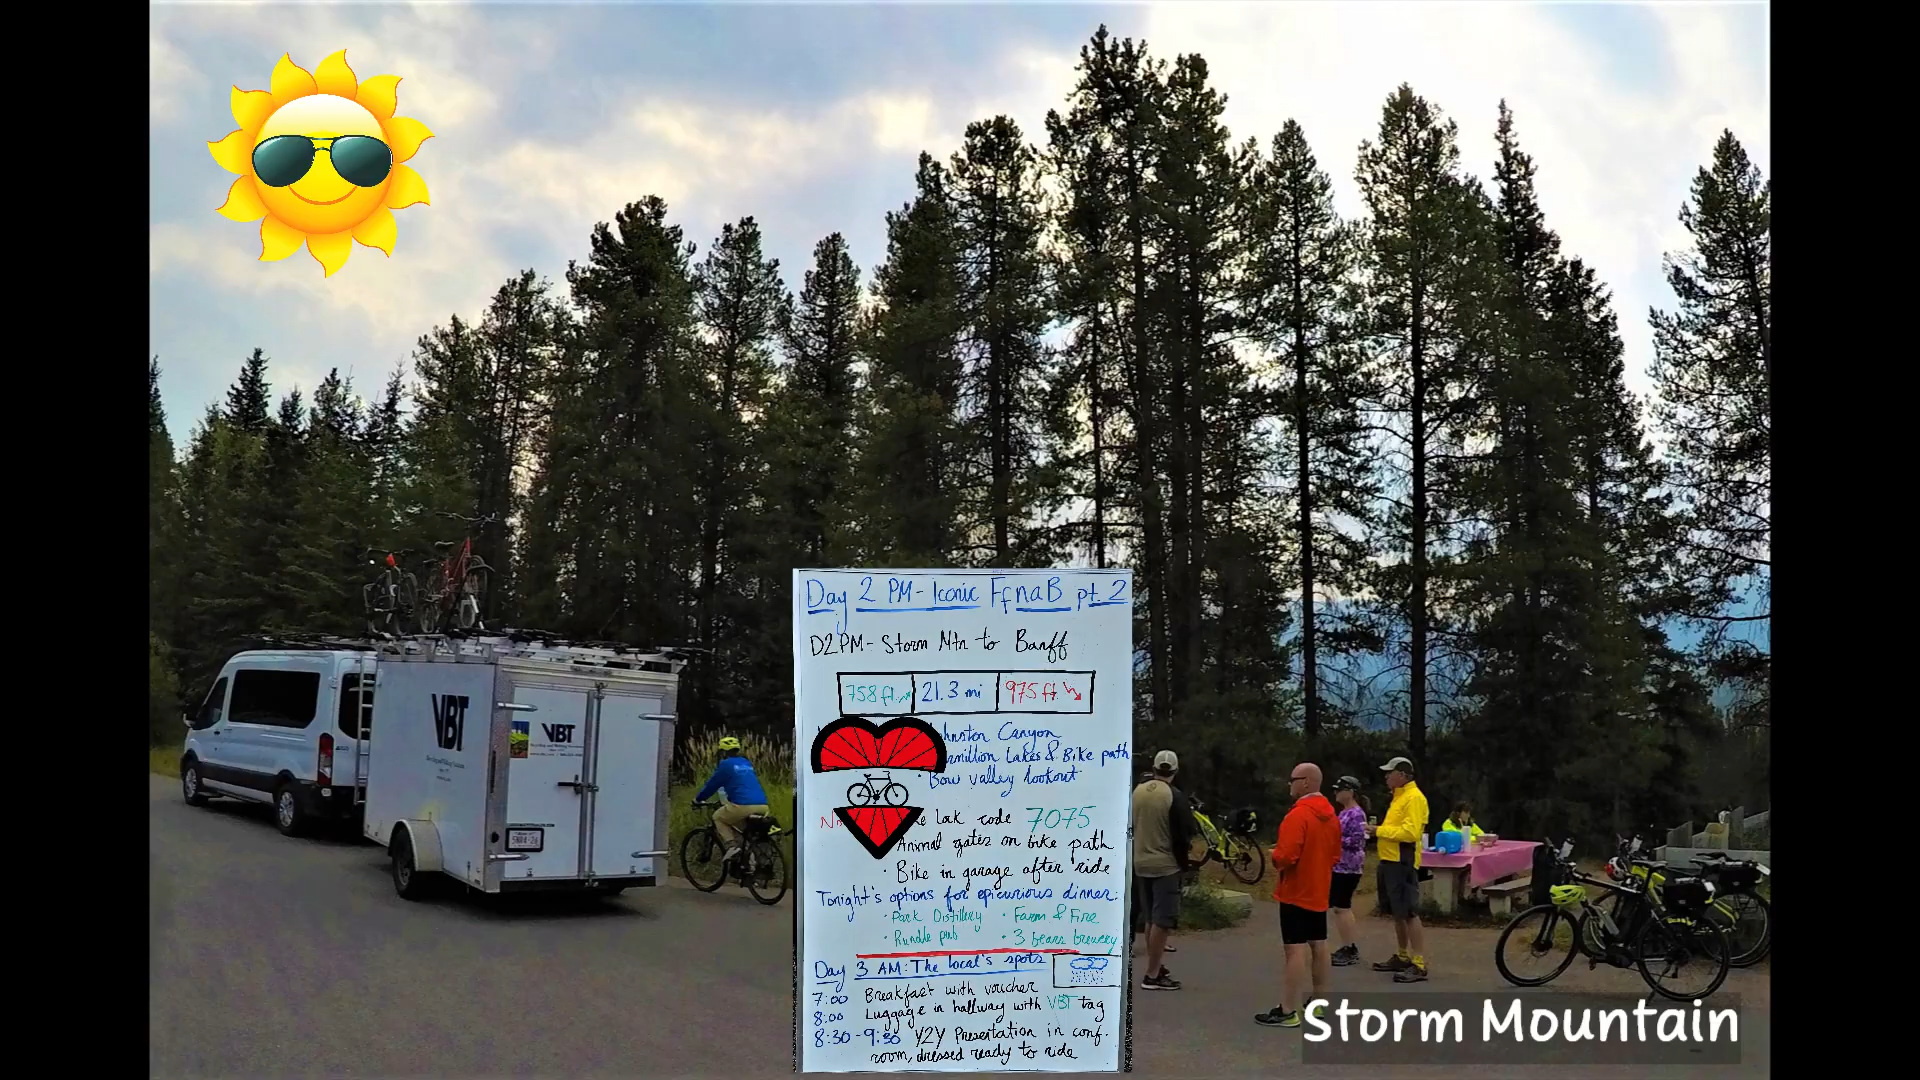 VBT
VBT
Day 2 PM - Iconic FfnaB pt. 2
D2PM - Storm Mtn to Banff
758 ft. 21.3 mi 975 ft.
hnston Canyon
million Lakes & Bike path
· Bow valley lookout
lock code 7075
Animal gates on bike path
· Bike in garage after ride
Tonight's options for epicurious dinner:
· Park Distillery · Farm & Fire
· Rundle pub · 3 bears brewery
Day 3 AM: The local's spots
7:00 Breakfast with voucher
8:00 Luggage in hallway with VBT tag
8:30 - 9:30 Y2Y Presentation in conf.
room, dressed ready to ride
Storm Mountain